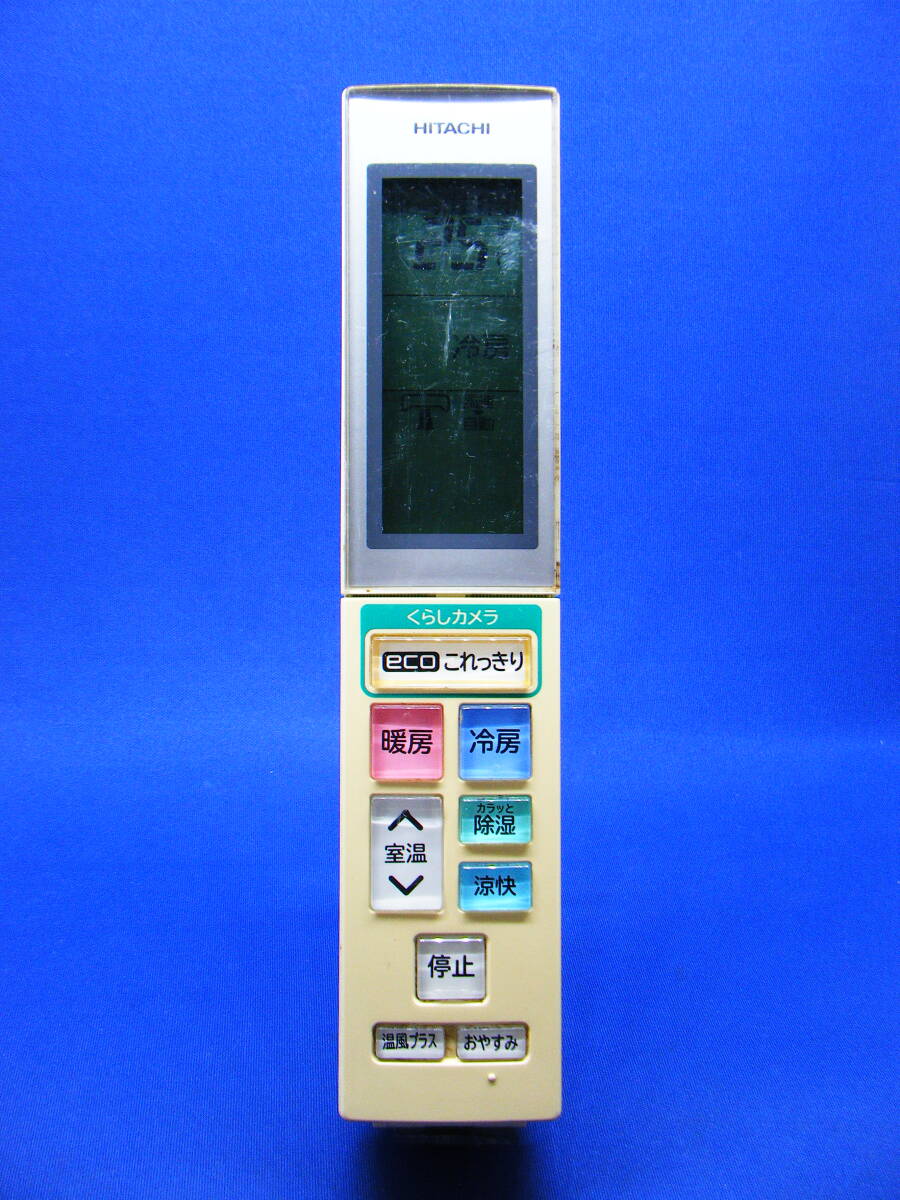 HITACHI
冷房
くらしカメラ
eco これっきり
暖房
冷房
室温
カラッと
除湿
涼快
停止
温風プラス
おやすみ